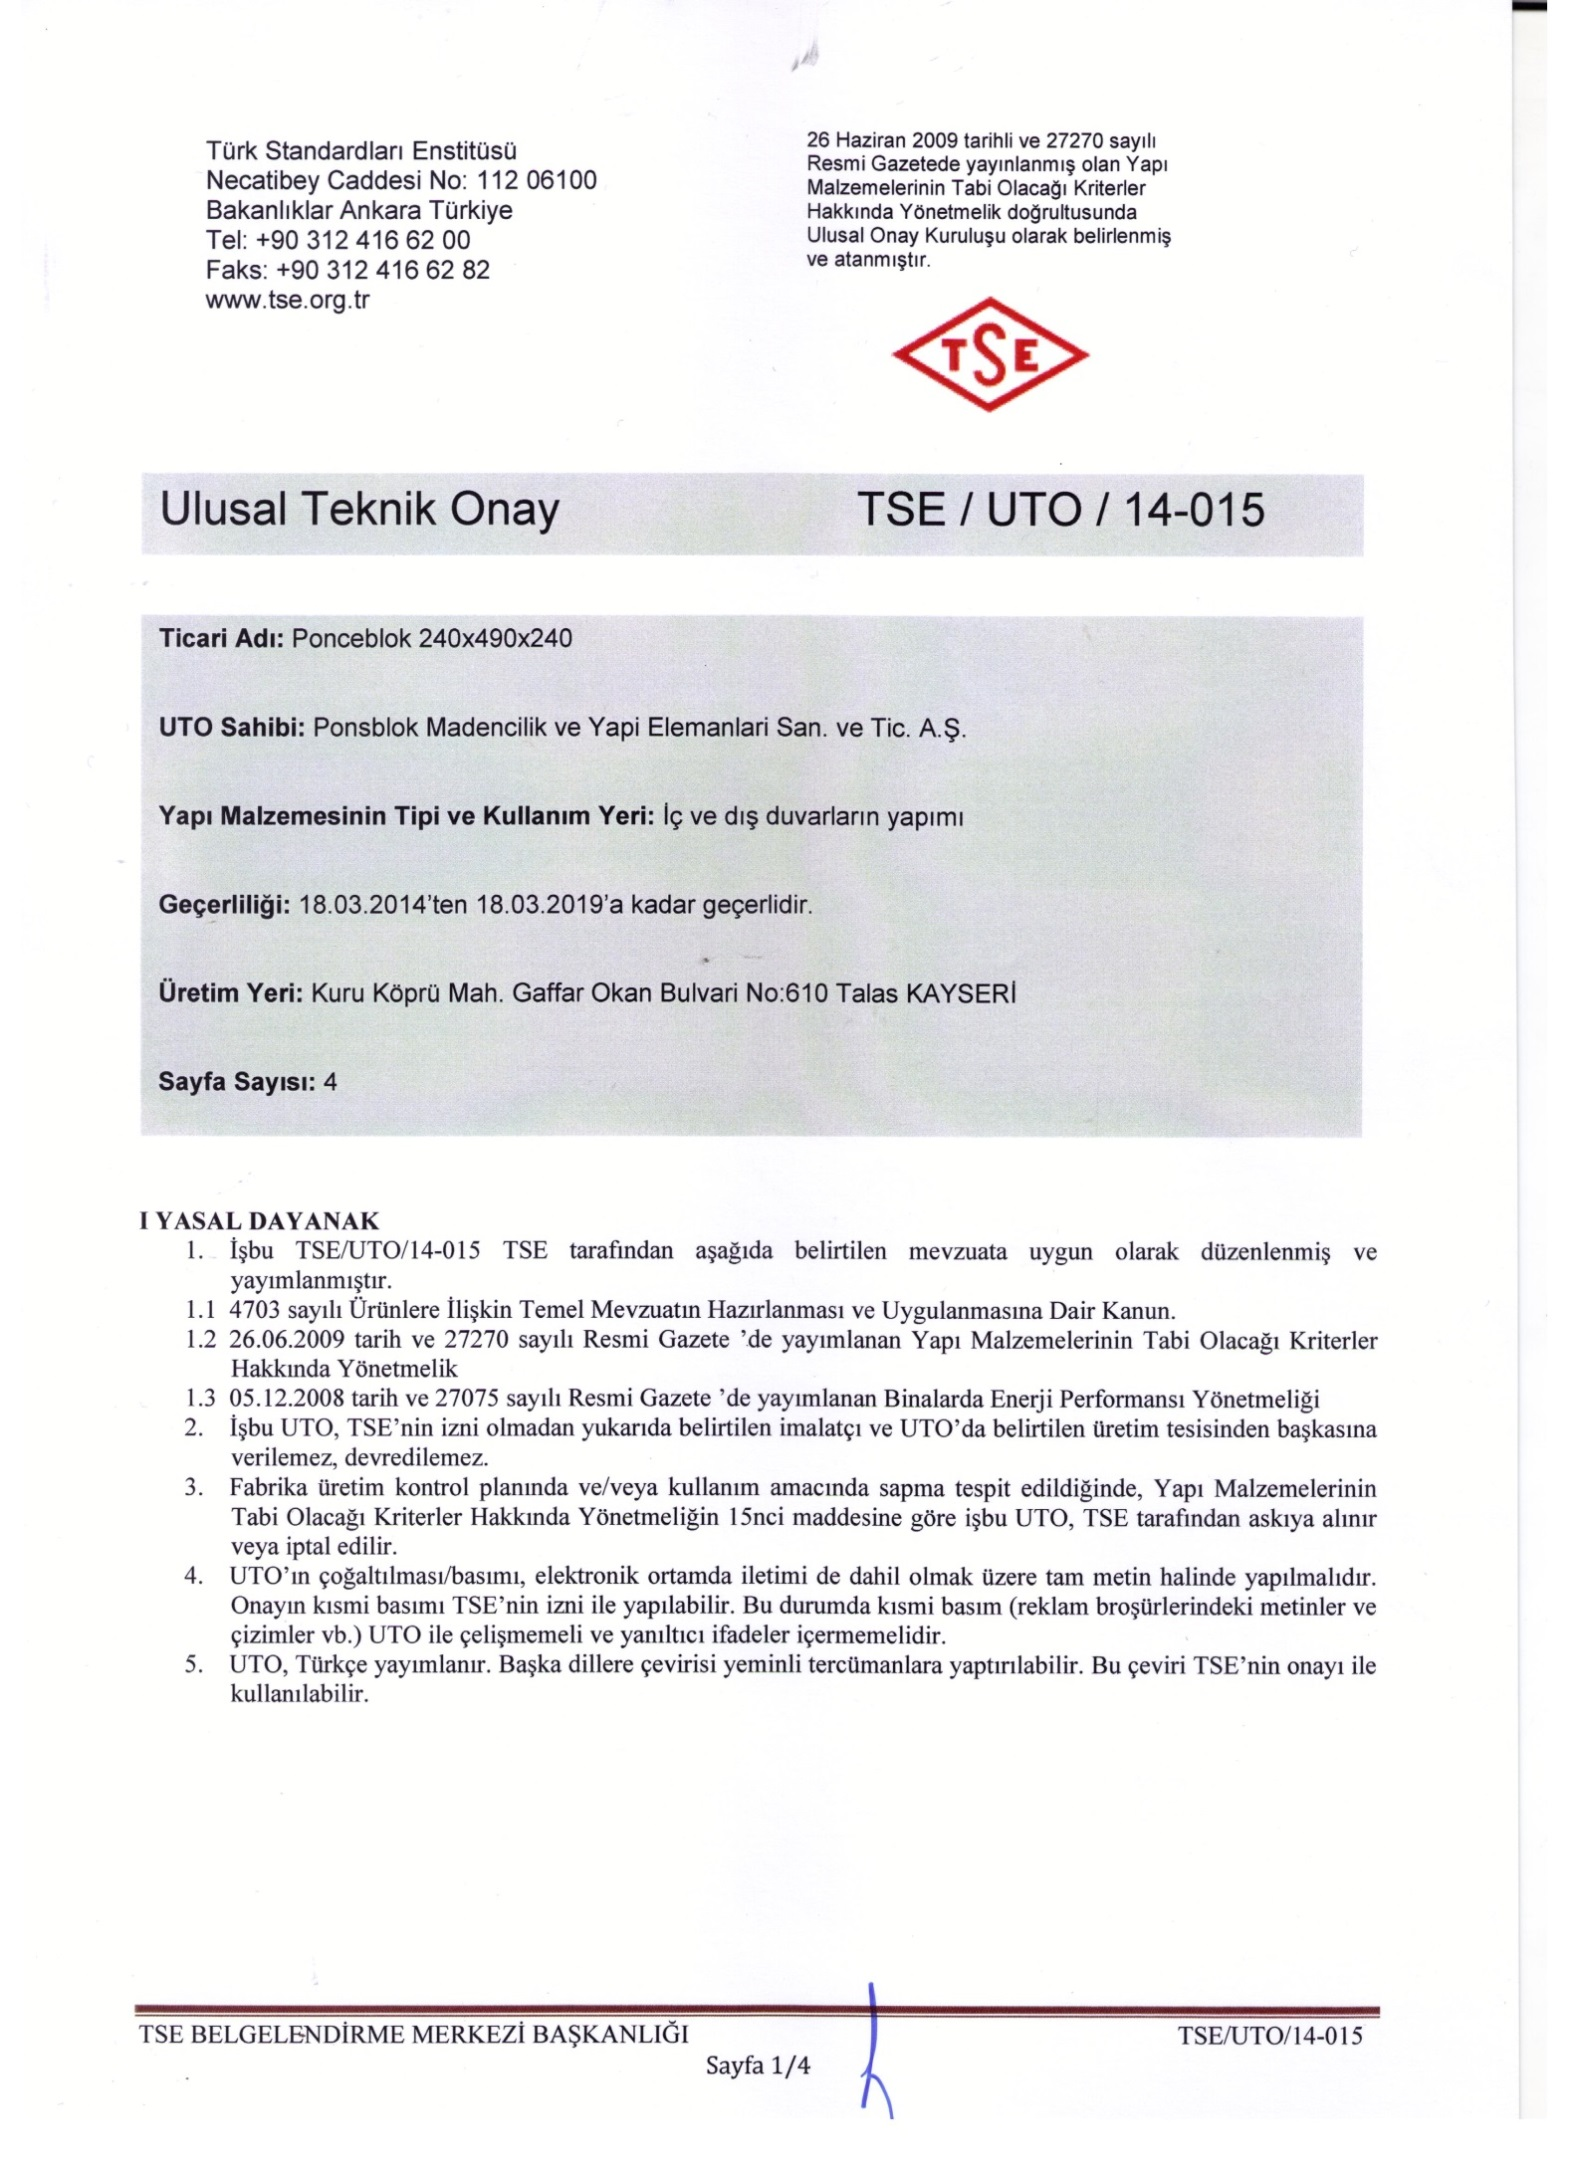 Türk Standardları Enstitüsü
Necatibey Caddesi No: 112 06100
Bakanlıklar Ankara Türkiye
Tel: +90 312 416 62 00
Faks: +90 312 416 62 82
www.tse.org.tr
26 Haziran 2009 tarihli ve 27270 sayılı
Resmi Gazetede yayınlanmış olan Yapı
Malzemelerinin Tabi Olacağı Kriterler
Hakkında Yönetmelik doğrultusunda
Ulusal Onay Kuruluşu olarak belirlenmiş
ve atanmıştır.
TSE
Ulusal Teknik Onay TSE / UTO / 14-015
Ticari Adı: Ponceblok 240x490x240
UTO Sahibi: Ponsblok Madencilik ve Yapi Elemanlari San. ve Tic. A.Ş.
Yapı Malzemesinin Tipi ve Kullanım Yeri: İç ve dış duvarların yapımı
Geçerliliği: 18.03.2014’ten 18.03.2019’a kadar geçerlidir.
Üretim Yeri: Kuru Köprü Mah. Gaffar Okan Bulvari No:610 Talas KAYSERİ
Sayfa Sayısı: 4
I YASAL DAYANAK
1. İşbu TSE/UTO/14-015 TSE tarafından aşağıda belirtilen mevzuata uygun olarak düzenlenmiş ve
yayımlanmıştır.
1.1 4703 sayılı Ürünlere İlişkin Temel Mevzuatın Hazırlanması ve Uygulanmasına Dair Kanun.
1.2 26.06.2009 tarih ve 27270 sayılı Resmi Gazete ’de yayımlanan Yapı Malzemelerinin Tabi Olacağı Kriterler
Hakkında Yönetmelik
1.3 05.12.2008 tarih ve 27075 sayılı Resmi Gazete ’de yayımlanan Binalarda Enerji Performansı Yönetmeliği
2. İşbu UTO, TSE’nin izni olmadan yukarıda belirtilen imalatçı ve UTO’da belirtilen üretim tesisinden başkasına
verilemez, devredilemez.
3. Fabrika üretim kontrol planında ve/veya kullanım amacında sapma tespit edildiğinde, Yapı Malzemelerinin
Tabi Olacağı Kriterler Hakkında Yönetmeliğin 15nci maddesine göre işbu UTO, TSE tarafından askıya alınır
veya iptal edilir.
4. UTO’ın çoğaltılması/basımı, elektronik ortamda iletimi de dahil olmak üzere tam metin halinde yapılmalıdır.
Onayın kısmi basımı TSE’nin izni ile yapılabilir. Bu durumda kısmi basım (reklam broşürlerindeki metinler ve
çizimler vb.) UTO ile çelişmemeli ve yanıltıcı ifadeler içermemelidir.
5. UTO, Türkçe yayımlanır. Başka dillere çevirisi yeminli tercümanlara yaptırılabilir. Bu çeviri TSE’nin onayı ile
kullanılabilir.
TSE BELGELENDİRME MERKEZİ BAŞKANLIĞI TSE/UTO/14-015
Sayfa 1/4